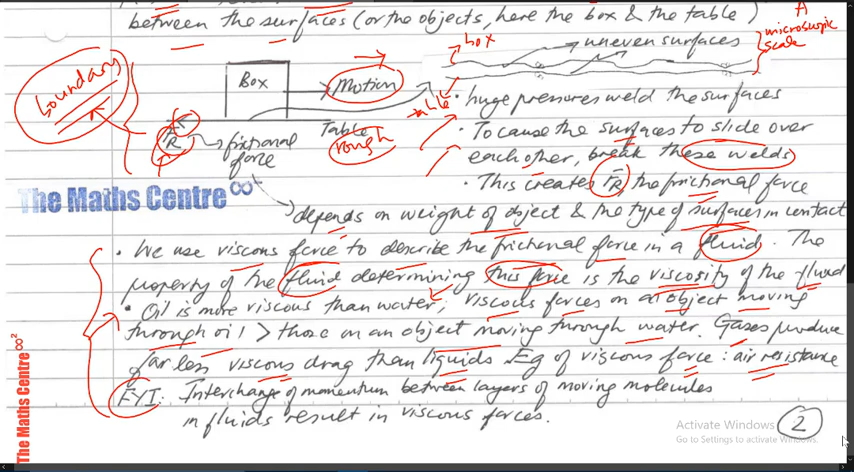 between the surfaces (or the objects, here the box & the table)
A
microscopic
scale
box
uneven surfaces
table
boundary
Box
Motion
Table
rough
F_R
frictional
force
• huge pressures weld the surfaces
• To cause the surfaces to slide over
each other, break these welds
• This creates F_R the frictional force
depends on weight of object & the type of surfaces in contact
The Maths Centre ∞²
• We use viscous force to describe the frictional force in a fluid. The
property of the fluid determining this force is the viscosity of the fluid
• Oil is more viscous than water, viscous forces on an object moving
through oil > those on an object moving through water. Gases produce
far less viscous drag than liquids Eg of viscous force : air resistance
FYI: Interchange of momentum between layers of moving molecules
in fluids result in viscous forces.
The Maths Centre ∞²
Activate Windows
Go to Settings to activate Windows.
2